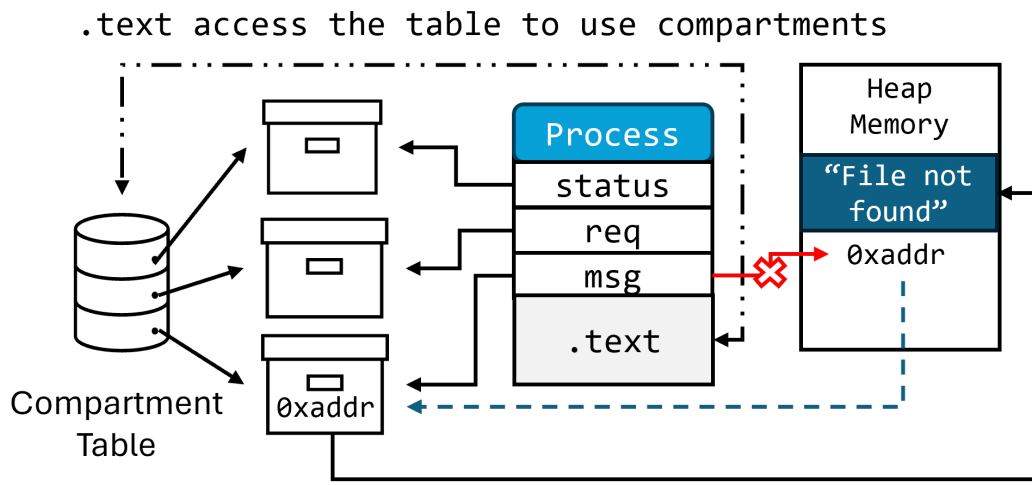 .text access the table to use compartments
Heap
Memory
Process
“File not
found”
status
req
0xaddr
msg
.text
0xaddr
Compartment
Table